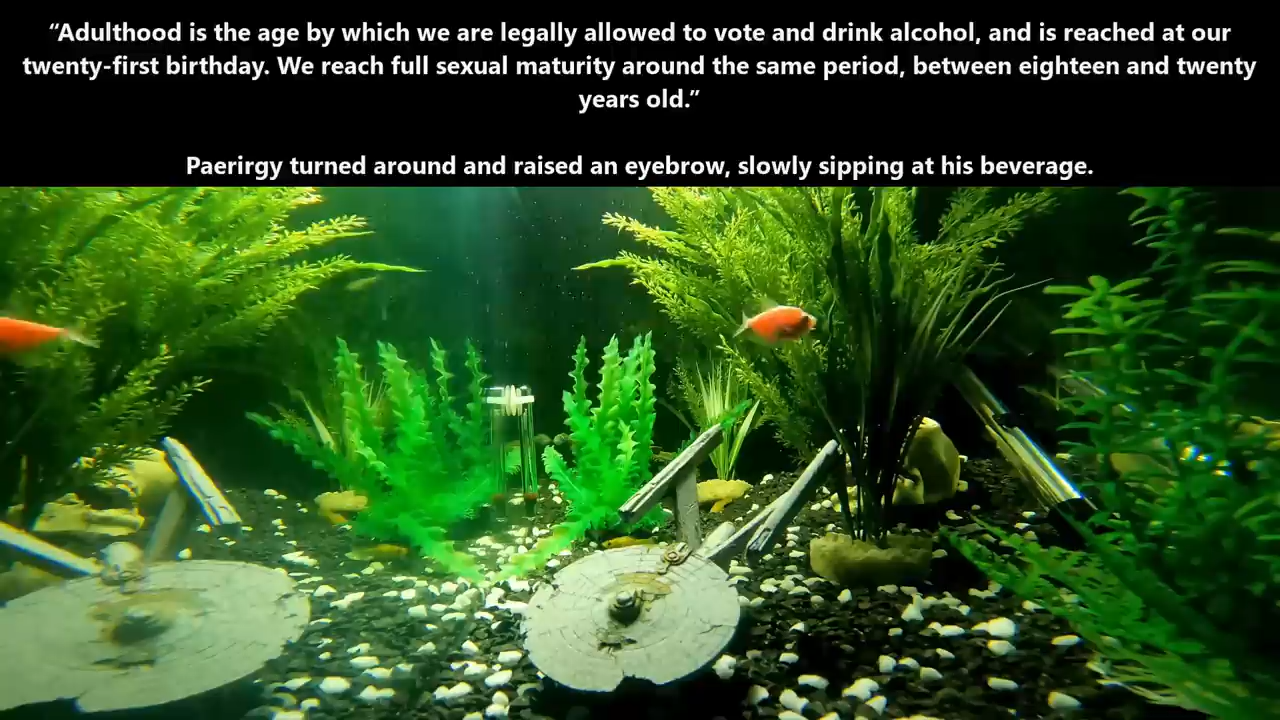 “Adulthood is the age by which we are legally allowed to vote and drink alcohol, and is reached at our
twenty-first birthday. We reach full sexual maturity around the same period, between eighteen and twenty
years old.”
Paerirgy turned around and raised an eyebrow, slowly sipping at his beverage.